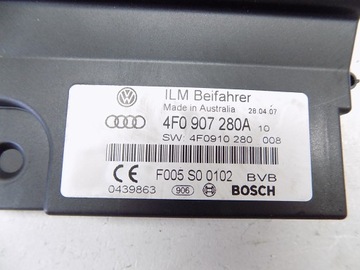 ILM Beifahrer
Made in Australia 28.04.07
4F0 907 280A 10
SW: 4F0910 280 008
CE F005 S0 0102 BVB
0439863 906 BOSCH